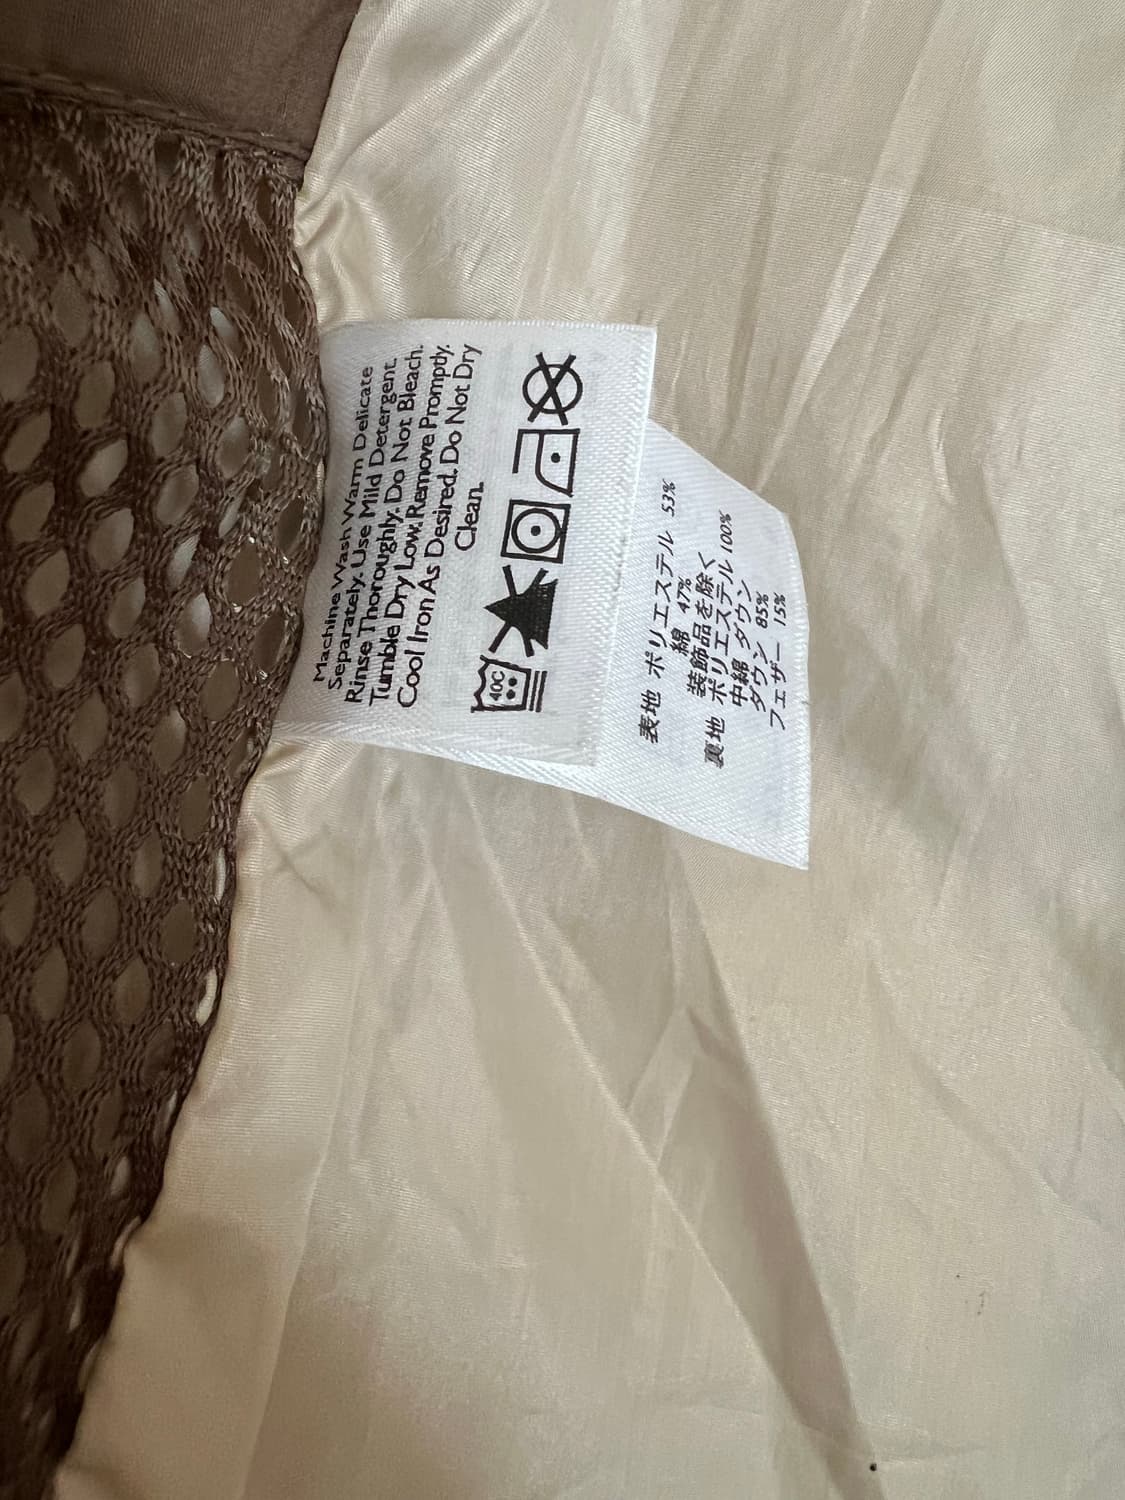 Machine Wash Warm Delicate
Separately. Use Mild Detergent.
Rinse Thoroughly. Do Not Bleach.
Tumble Dry Low. Remove Promptly.
Cool Iron As Desired. Do Not Dry
Clean.
40C
表地 ポリエステル 53%
綿 47%
装飾品を除く
裏地 ポリエステル 100%
中綿 ダウン
ダウン 85%
フェザー 15%